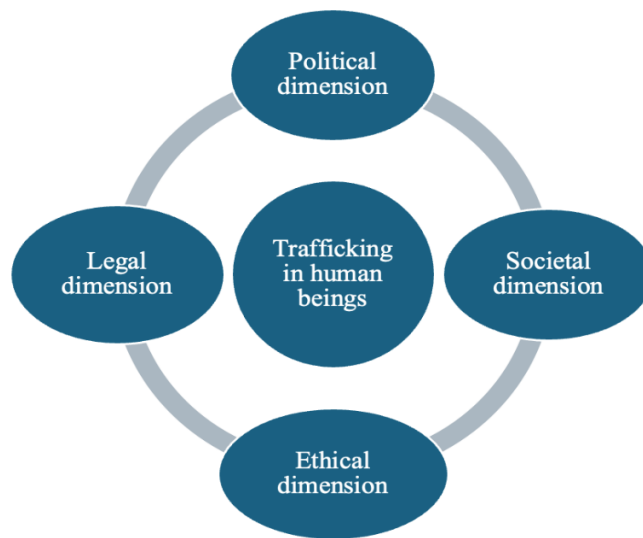 Political
dimension
Legal
dimension
Trafficking
in human
beings
Societal
dimension
Ethical
dimension